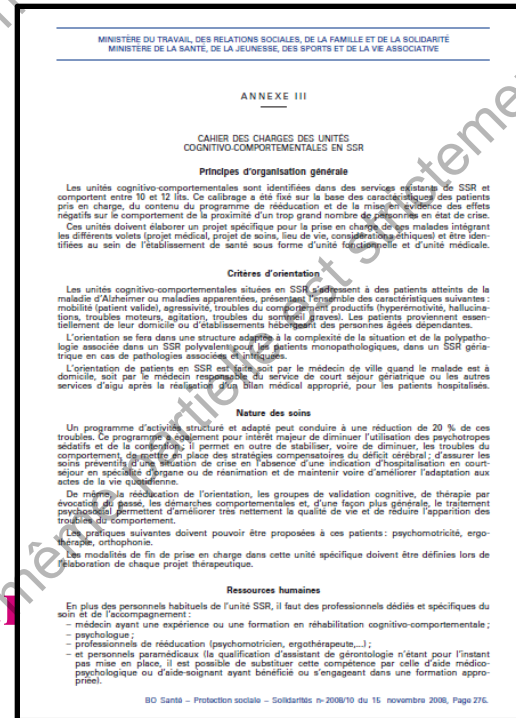 MINISTÈRE DU TRAVAIL, DES RELATIONS SOCIALES, DE LA FAMILLE ET DE LA SOLIDARITÉ
MINISTÈRE DE LA SANTÉ, DE LA JEUNESSE, DES SPORTS ET DE LA VIE ASSOCIATIVE
ANNEXE III
CAHIER DES CHARGES DES UNITÉS
COGNITIVO-COMPORTEMENTALES EN SSR
Principes d'organisation générale
Les unités cognitivo-comportementales sont identifiées dans des services existants de SSR et
comportent entre 10 et 12 lits. Ce calibrage a été fixé sur la base des caractéristiques des patients
pris en charge, du contenu du programme de rééducation et de la mise en évidence des effets
négatifs sur le comportement de la proximité d'un trop grand nombre de personnes en état de crise.
Ces unités doivent élaborer un projet spécifique pour la prise en charge de ces malades intégrant
les différents volets (projet médical, projet de soins, lieu de vie, considérations éthiques) et être iden-
tifiées au sein de l'établissement de santé sous forme d'unité fonctionnelle et d'unité médicale.
Critères d'orientation
Les unités cognitivo-comportementales situées en SSR s'adressent à des patients atteints de la
maladie d'Alzheimer ou maladies apparentées, présentant l'ensemble des caractéristiques suivantes :
mobilité (patient valide), agressivité, troubles du comportement productifs (hyperémotivité, hallucina-
tions, troubles moteurs, agitation, troubles du sommeil graves). Les patients proviennent essen-
tiellement de leur domicile ou d'établissements hébergeant des personnes âgées dépendantes.
L'orientation se fera dans une structure adaptée à la complexité de la situation et de la polypatho-
logie associée dans un SSR polyvalent pour les patients monopathologiques, dans un SSR géria-
trique en cas de pathologies associées et intriquées.
L'orientation de patients en SSR est faite soit par le médecin de ville quand le malade est à
domicile, soit par le médecin responsable du service de court séjour gériatrique ou les autres
services d'aigu après la réalisation d'un bilan médical approprié, pour les patients hospitalisés.
Nature des soins
Un programme d'activités structuré et adapté peut conduire à une réduction de 20 % de ces
troubles. Ce programme a également pour intérêt majeur de diminuer l'utilisation des psychotropes
sédatifs et de la contention ; il permet en outre de stabiliser, voire de diminuer, les troubles du
comportement, de mettre en place des stratégies compensatoires du déficit cérébral ; d'assurer les
soins préventifs d'une situation de crise en l'absence d'une indication d'hospitalisation en court-
séjour en spécialité d'organe ou de réanimation et de maintenir voire d'améliorer l'adaptation aux
actes de la vie quotidienne.
De même, la rééducation de l'orientation, les groupes de validation cognitive, de thérapie par
évocation du passé, les démarches comportementales et, d'une façon plus générale, le traitement
psychosocial permettent d'améliorer très nettement la qualité de vie et de réduire l'apparition des
troubles du comportement.
Les pratiques suivantes doivent pouvoir être proposées à ces patients : psychomotricité, ergo-
thérapie, orthophonie.
Les modalités de fin de prise en charge dans cette unité spécifique doivent être définies lors de
l'élaboration de chaque projet thérapeutique.
Ressources humaines
En plus des personnels habituels de l'unité SSR, il faut des professionnels dédiés et spécifiques du
soin et de l'accompagnement :
– médecin ayant une expérience ou une formation en réhabilitation cognitivo-comportementale ;
– psychologue ;
– professionnels de rééducation (psychomotricien, ergothérapeute,...) ;
– et personnels paramédicaux (la qualification d'assistant de gérontologie n'étant pour l'instant
pas mise en place, il est possible de substituer cette compétence par celle d'aide médico-
psychologique ou d'aide-soignant ayant bénéficié ou s'engageant dans une formation appro-
priée).
BO Santé – Protection sociale – Solidarités n° 2008/10 du 15 novembre 2008, Page 275.
même partielle est strictement